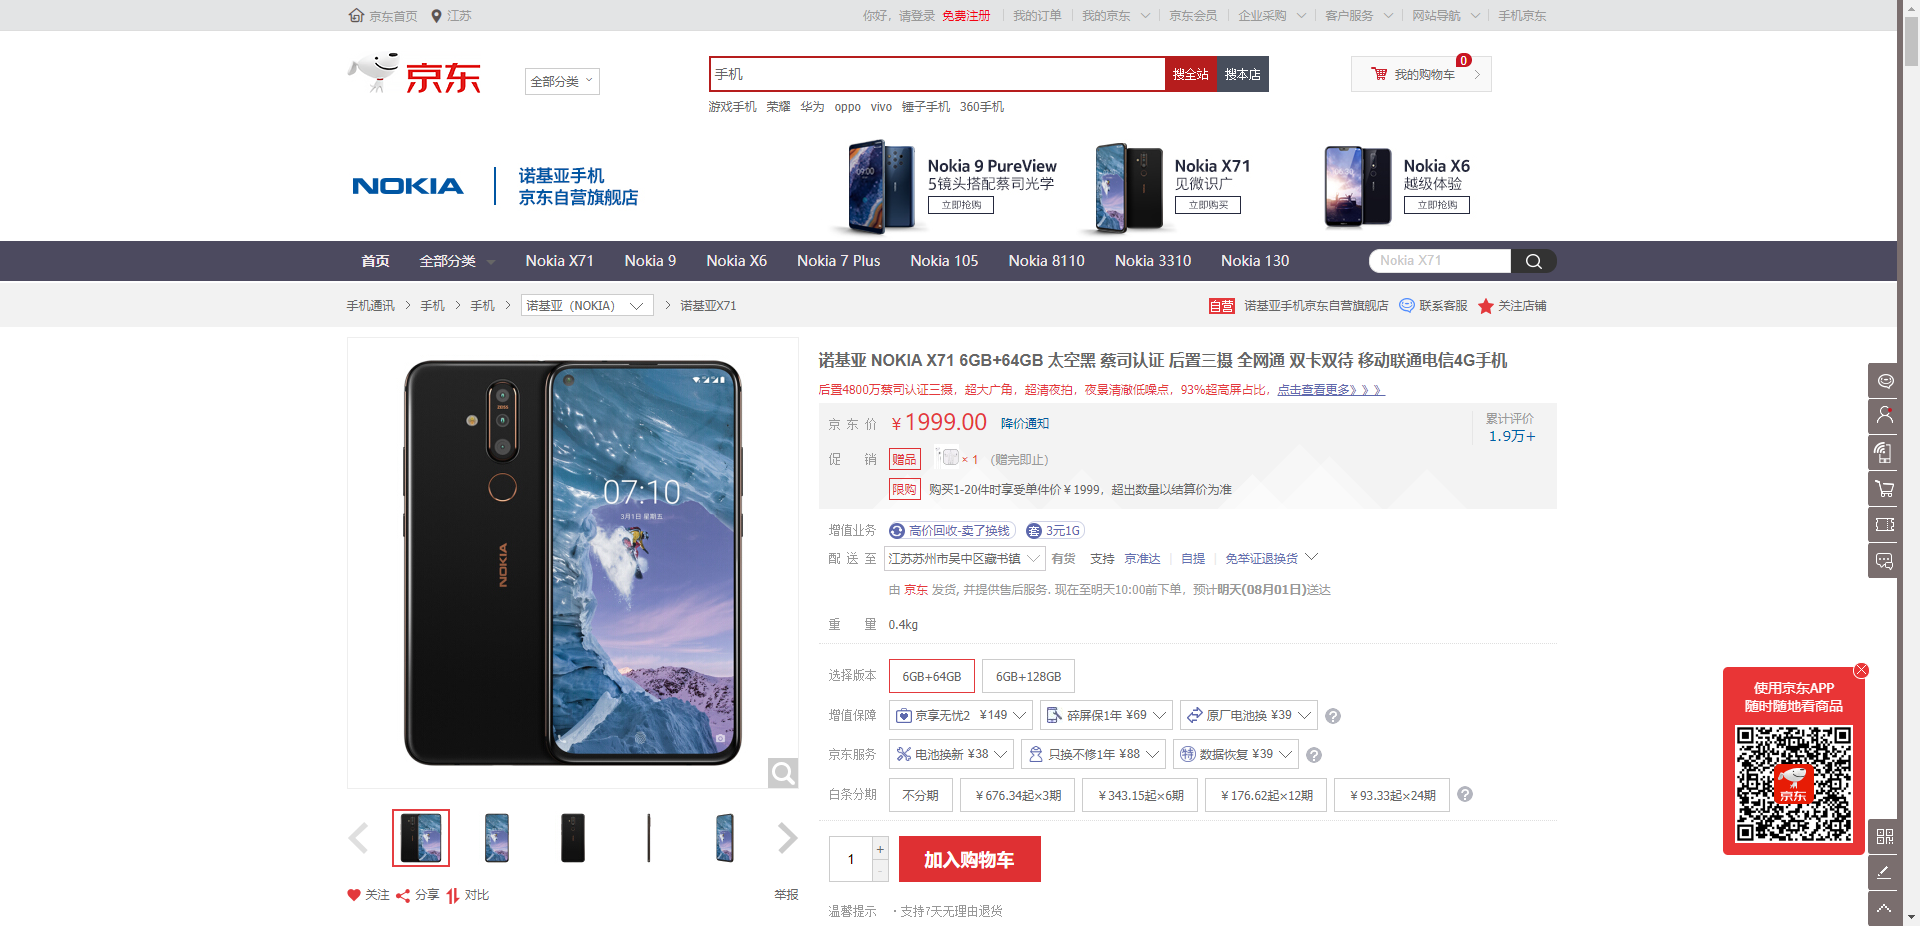 京东首页 江苏
你好，请登录 免费注册 我的订单 我的京东 京东会员 企业采购 客户服务 网站导航 手机京东
京东
全部分类
手机
搜全站 搜本店
0
我的购物车
游戏手机 荣耀 华为 oppo vivo 锤子手机 360手机
NOKIA
诺基亚手机
京东自营旗舰店
Nokia 9 PureView
5镜头搭配蔡司光学
立即抢购
Nokia X71
见微识广
立即购买
Nokia X6
越级体验
立即抢购
首页 全部分类 Nokia X71 Nokia 9 Nokia X6 Nokia 7 Plus Nokia 105 Nokia 8110 Nokia 3310 Nokia 130
Nokia X71
手机通讯 > 手机 > 手机 > 诺基亚（NOKIA） > 诺基亚X71
自营 诺基亚手机京东自营旗舰店 联系客服 关注店铺
07:10
3月1日 星期五
NOKIA
诺基亚 NOKIA X71 6GB+64GB 太空黑 蔡司认证 后置三摄 全网通 双卡双待 移动联通电信4G手机
后置4800万蔡司认证三摄，超大广角，超清夜拍，夜景清澈低噪点，93%超高屏占比，点击查看更多》》》
京东价 ￥1999.00 降价通知
累计评价
1.9万+
促销 赠品 × 1 （赠完即止）
限购 购买1-20件时享受单件价￥1999，超出数量以结算价为准
增值业务 高价回收-卖了换钱 套 3元1G
配送至 江苏苏州市吴中区藏书镇 有货 支持 京准达 自提 免举证退换货
由 京东 发货, 并提供售后服务. 现在至明天10:00前下单，预计明天(08月01日)送达
重量 0.4kg
选择版本 6GB+64GB 6GB+128GB
增值保障 京享无忧2 ¥149 碎屏保1年 ¥69 原厂电池换 ¥39 ?
京东服务 电池换新 ¥38 只换不修1年 ¥88 特 数据恢复 ¥39 ?
白条分期 不分期 ￥676.34起×3期 ￥343.15起×6期 ￥176.62起×12期 ￥93.33起×24期 ?
1 + -
加入购物车
关注 分享 对比 举报
温馨提示 ·支持7天无理由退货
使用京东APP
随时随地看商品
京东